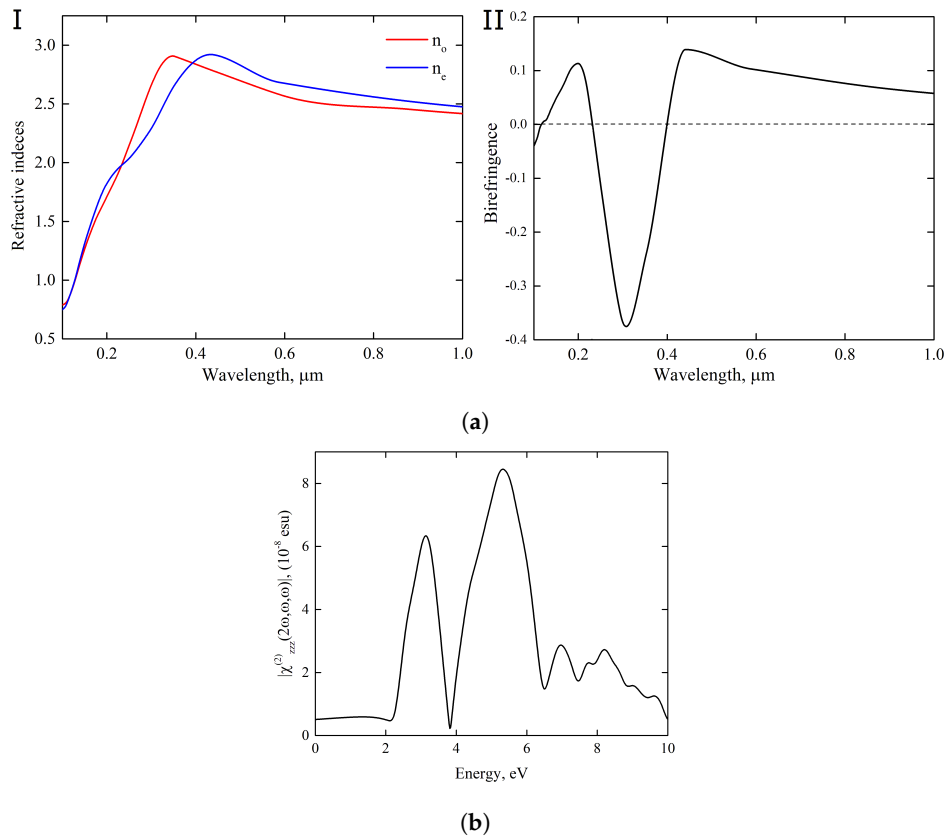 I
II
n_o
n_e
3.0
2.5
2.0
1.5
1.0
0.5
0.2 0.4 0.6 0.8 1.0
Refractive indeces
Wavelength, μm
0.2
0.1
0.0
-0.1
-0.2
-0.3
-0.4
0.2 0.4 0.6 0.8 1.0
Birefringence
Wavelength, μm
(a)
8
6
4
2
0
0 2 4 6 8 10
|χ^(2)_zzz(2ω,ω,ω)|, (10^-8 esu)
Energy, eV
(b)